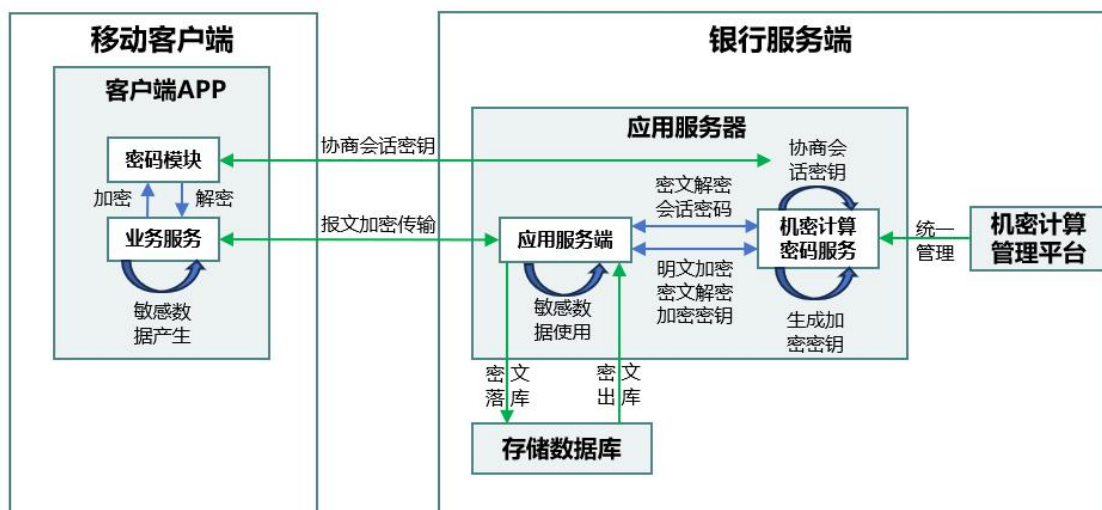 移动客户端
客户端APP
密码模块
加密
解密
业务服务
敏感数
据产生
协商会话密钥
报文加密传输
银行服务端
应用服务器
协商会
话密钥
密文解密
会话密码
应用服务端
机密计算
密码服务
明文加密
密文解密
加密密钥
敏感数
据使用
生成加
密密钥
统一
管理
机密计算
管理平台
密文
落库
密文
出库
存储数据库